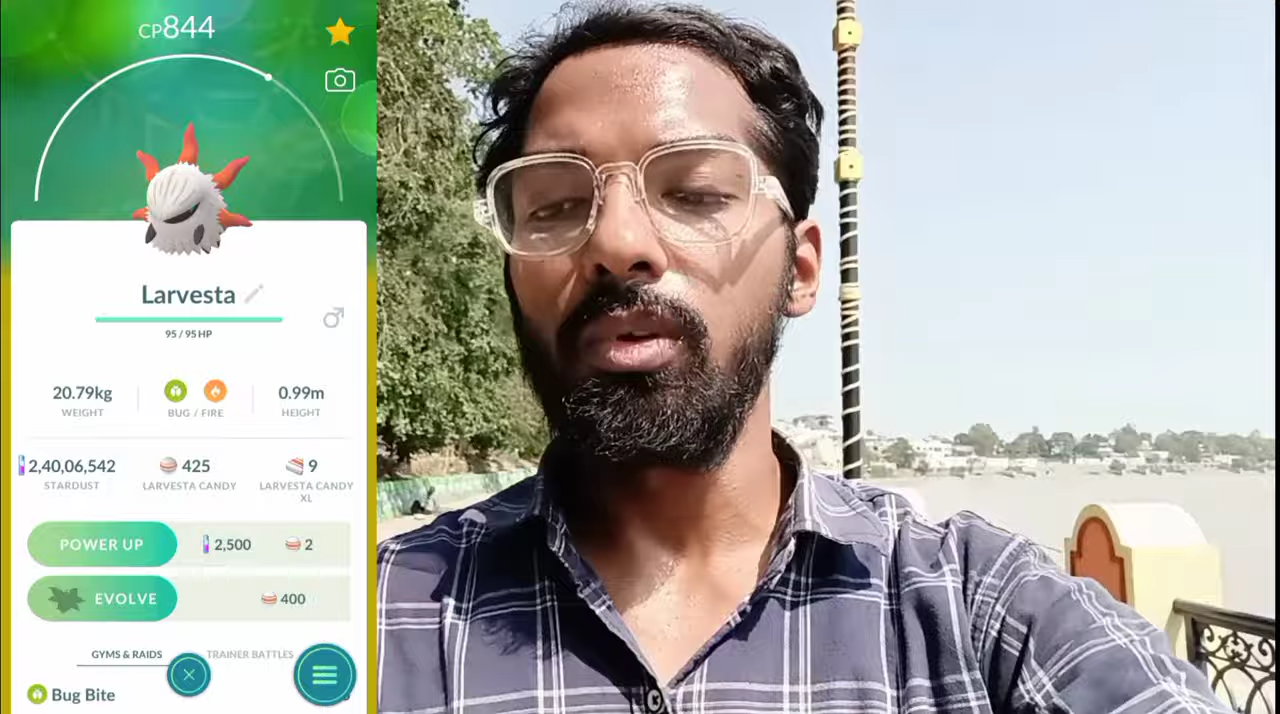 CP844
Larvesta
95 / 95 HP
20.79kg
WEIGHT
BUG / FIRE
0.99m
HEIGHT
2,40,06,542
STARDUST
425
LARVESTA CANDY
9
LARVESTA CANDY
XL
POWER UP
2,500
2
EVOLVE
400
GYMS & RAIDS
TRAINER BATTLES
Bug Bite